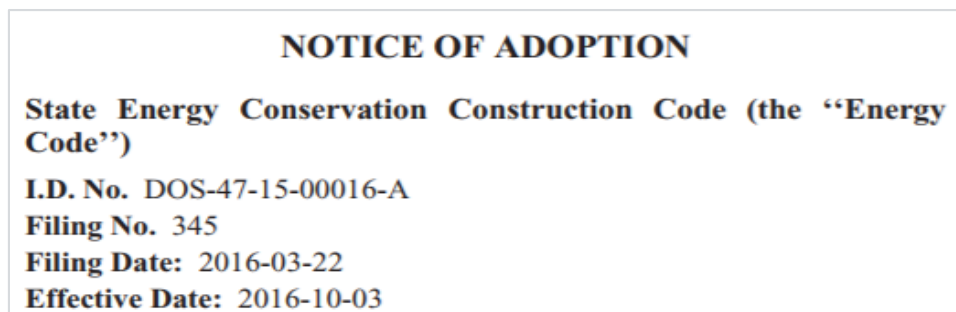 NOTICE OF ADOPTION
State Energy Conservation Construction Code (the ‘‘Energy
Code’’)
I.D. No. DOS-47-15-00016-A
Filing No. 345
Filing Date: 2016-03-22
Effective Date: 2016-10-03